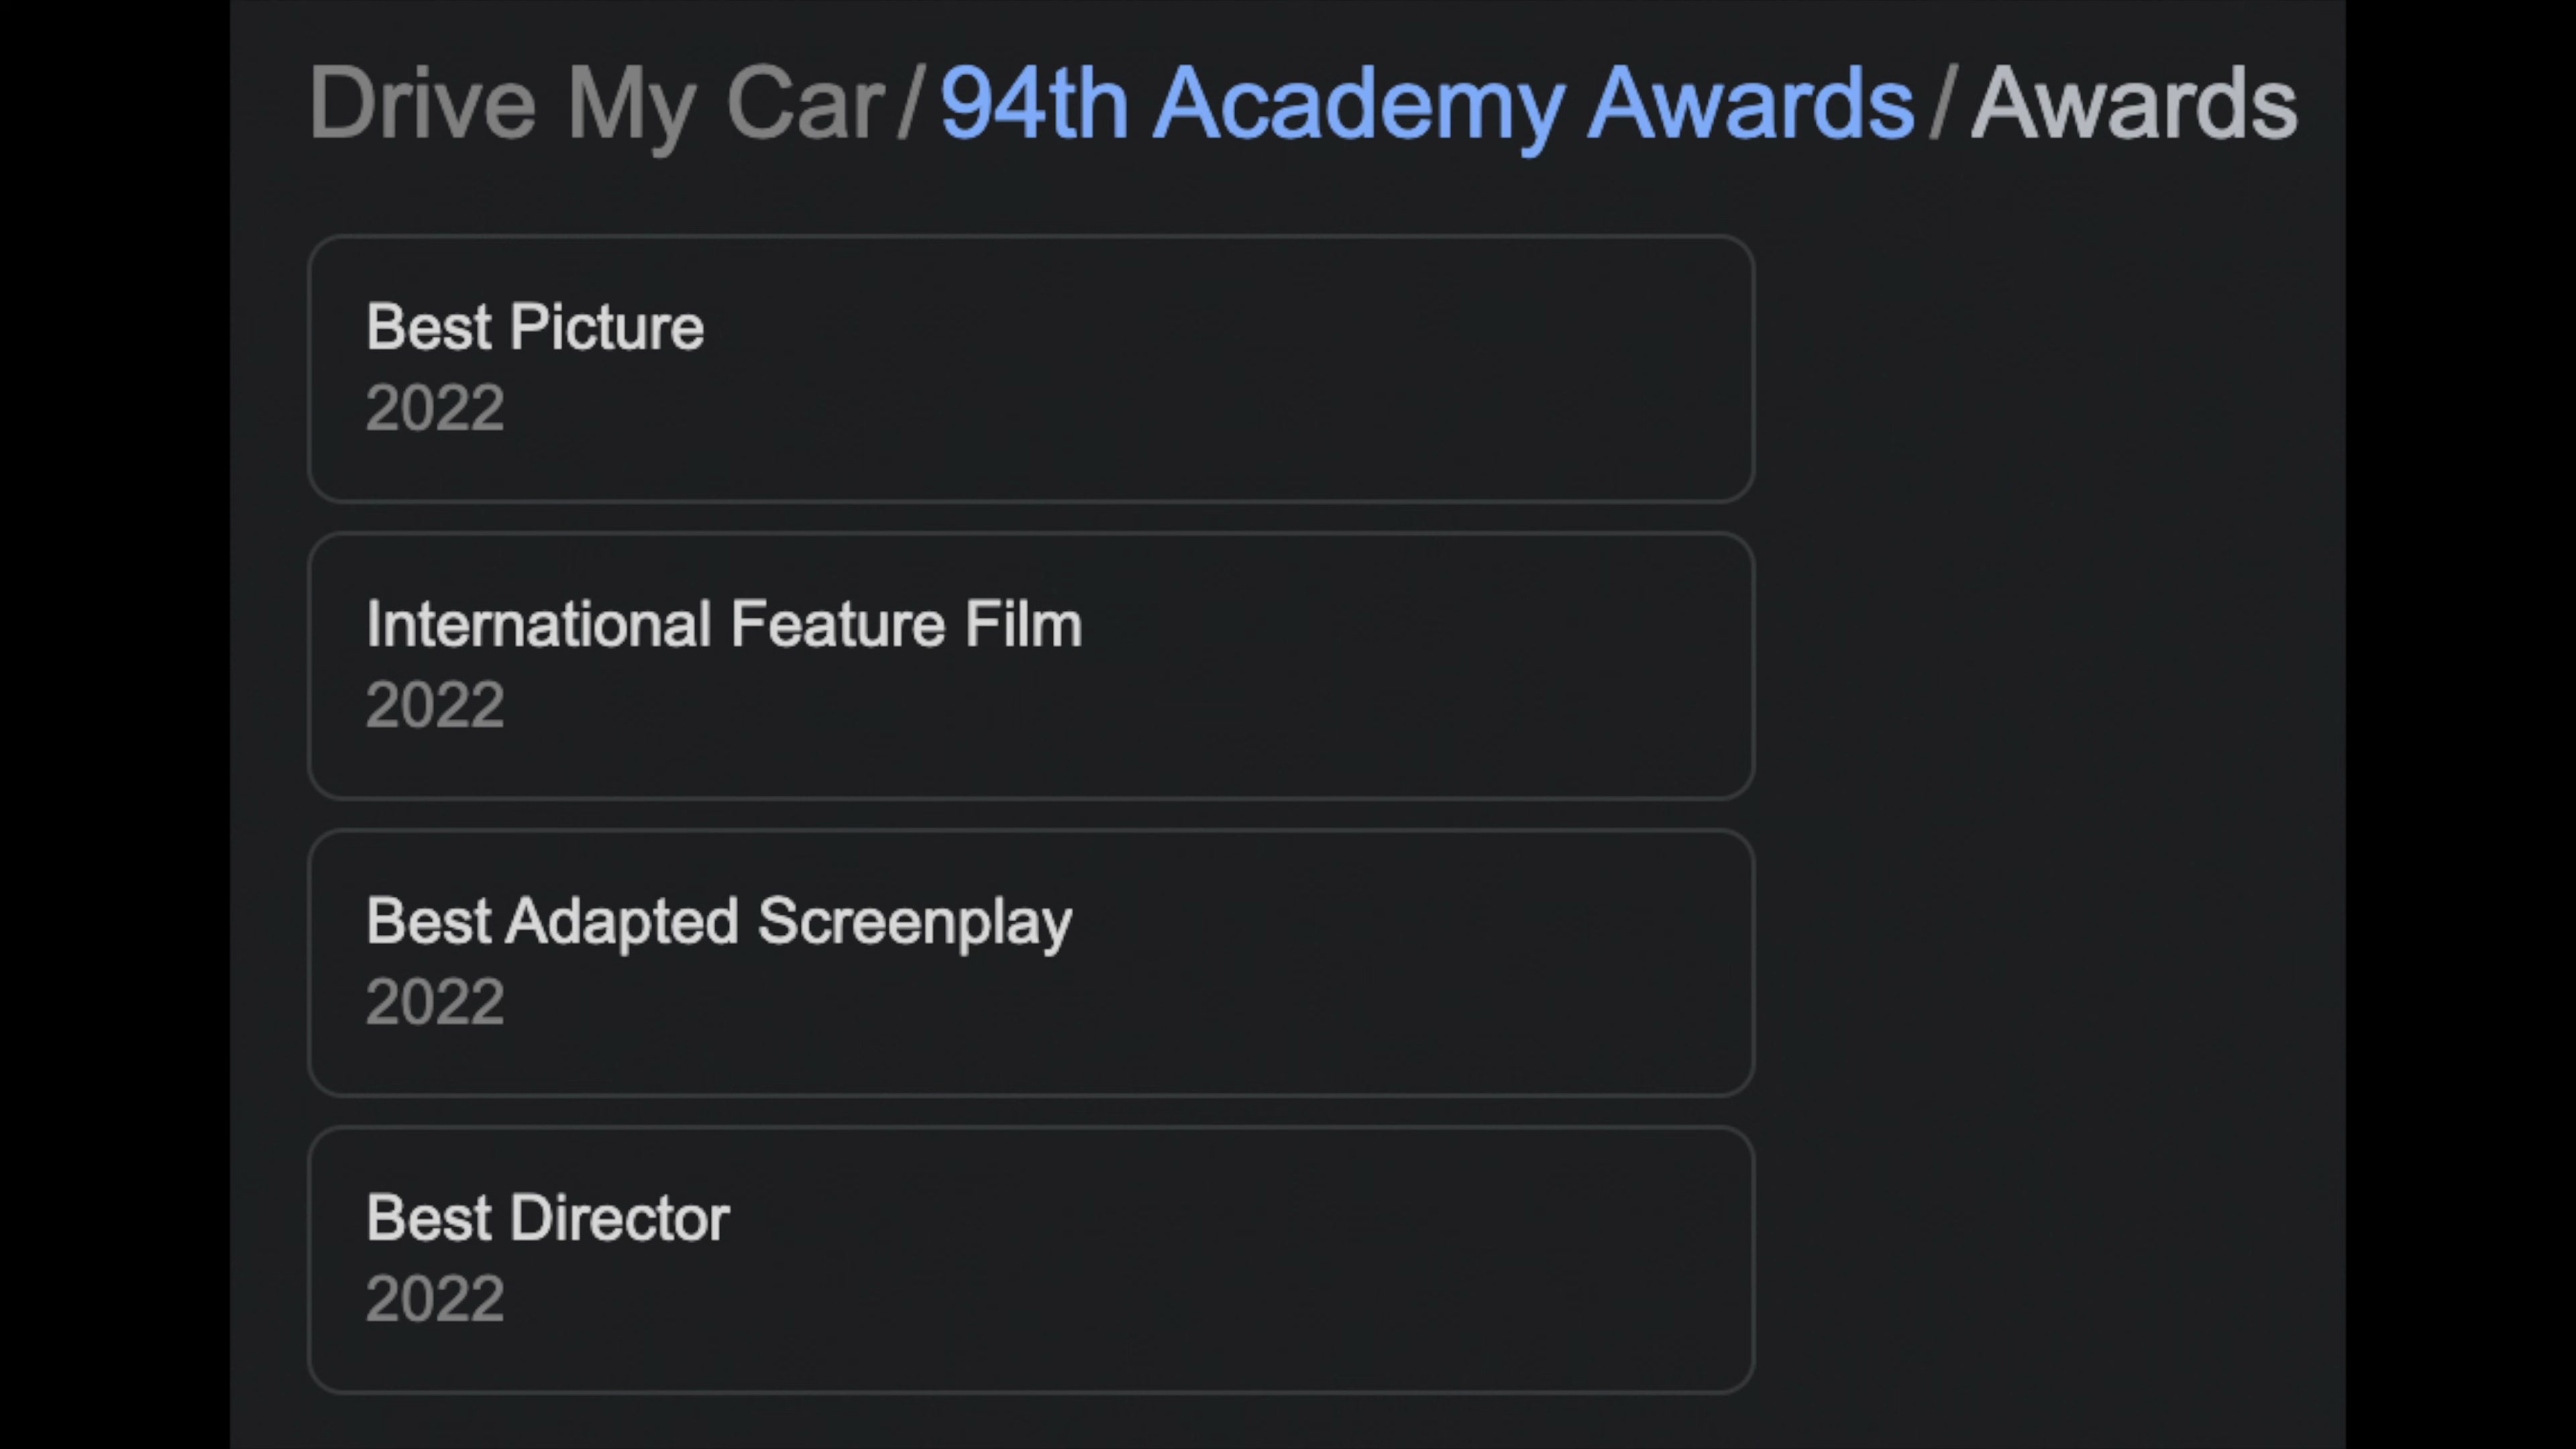 Drive My Car / 94th Academy Awards / Awards
Best Picture
2022
International Feature Film
2022
Best Adapted Screenplay
2022
Best Director
2022